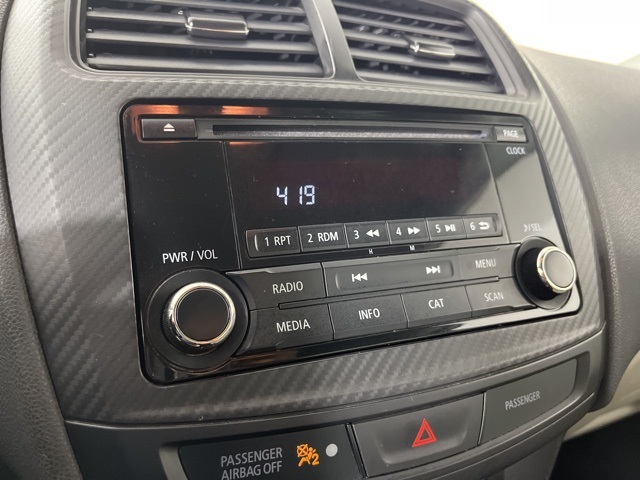 PAGE
CLOCK
419
1 RPT 2 RDM 3 4 5 6
H M
PWR / VOL
RADIO
MENU
MEDIA INFO CAT SCAN
PASSENGER
PASSENGER
AIRBAG OFF
2